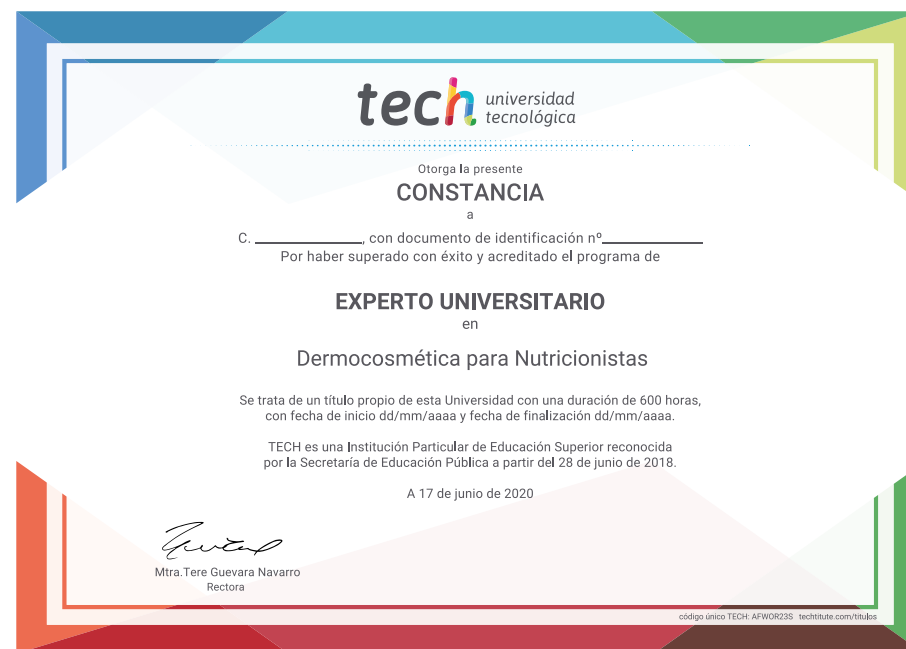 tech universidad
tecnológica
Otorga la presente
CONSTANCIA
a
C. ____________, con documento de identificación nº____________
Por haber superado con éxito y acreditado el programa de
EXPERTO UNIVERSITARIO
en
Dermocosmética para Nutricionistas
Se trata de un título propio de esta Universidad con una duración de 600 horas,
con fecha de inicio dd/mm/aaaa y fecha de finalización dd/mm/aaaa.
TECH es una Institución Particular de Educación Superior reconocida
por la Secretaría de Educación Pública a partir del 28 de junio de 2018.
A 17 de junio de 2020
Mtra.Tere Guevara Navarro
Rectora
código único TECH: AFWOR23S techtitute.com/titulos